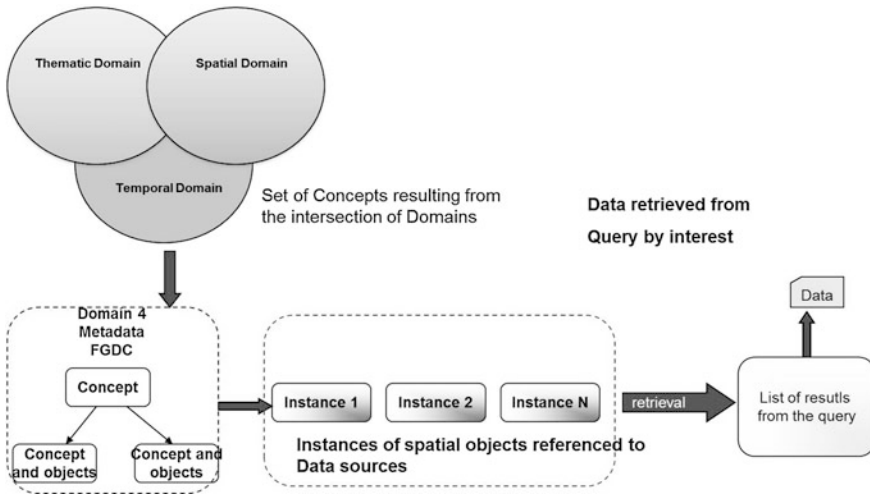 Thematic Domain
Spatial Domain
Temporal Domain
Set of Concepts resulting from
the intersection of Domains
Data retrieved from
Query by interest
Domain 4
Metadata
FGDC
Concept
Concept
and objects
Concept and
objects
Instance 1
Instance 2
Instance N
Instances of spatial objects referenced to
Data sources
retrieval
Data
List of resutls
from the query